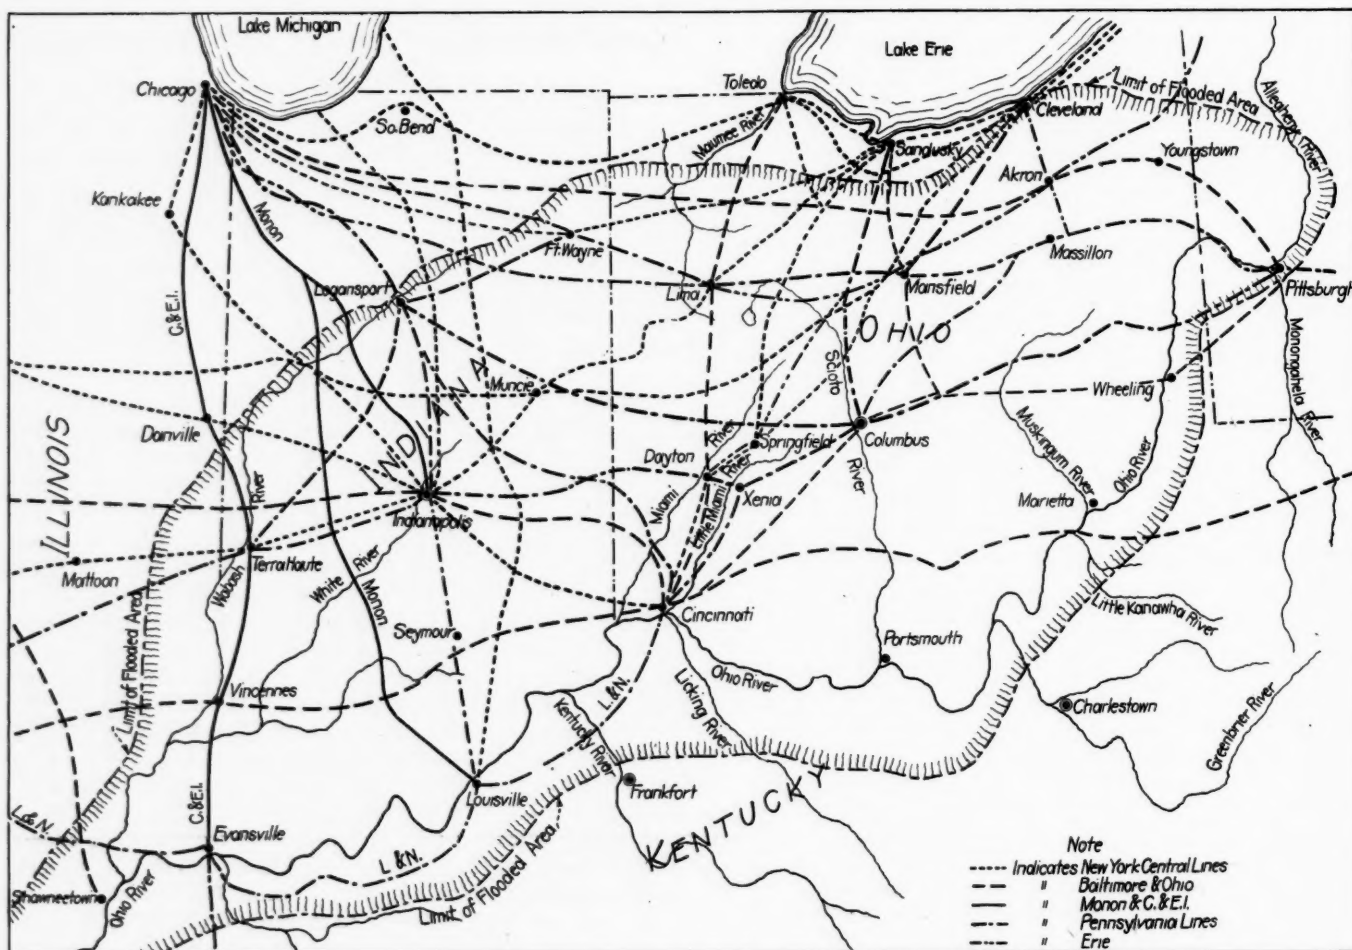 Lake Michigan
Lake Erie
Chicago
So. Bend
Toledo
Maumee River
Sandusky
Cleveland
Limit of Flooded Area
Allegheny River
Youngstown
Akron
Kankakee
Monon
Ft. Wayne
Massillon
Logansport
Lima
Mansfield
Pittsburgh
C.&E.I.
OHIO
Scioto River
Monongahela River
INDIANA
Muncie
Wheeling
ILLINOIS
Dainville
Springfield
Columbus
Muskingum River
Ohio River
Dayton
Miami River
Little Miami River
Xenia
Marietta
Indianapolis
Wabash River
Terra Haute
White River
Mattoon
Monon
Little Kanawha River
Limit of Flooded Area
Seymour
Cincinnati
Portsmouth
Vincennes
L.&N.
Ohio River
Licking River
Kentucky River
Charlestown
Greenbrier River
C.&E.I.
Louisville
Frankfort
KENTUCKY
L.&N.
Evansville
L.&N.
Shawneetown
Ohio River
Limit of Flooded Area
Note
Indicates New York Central Lines
" Baltimore & Ohio
" Monon & C.&E.I.
" Pennsylvania Lines
" Erie